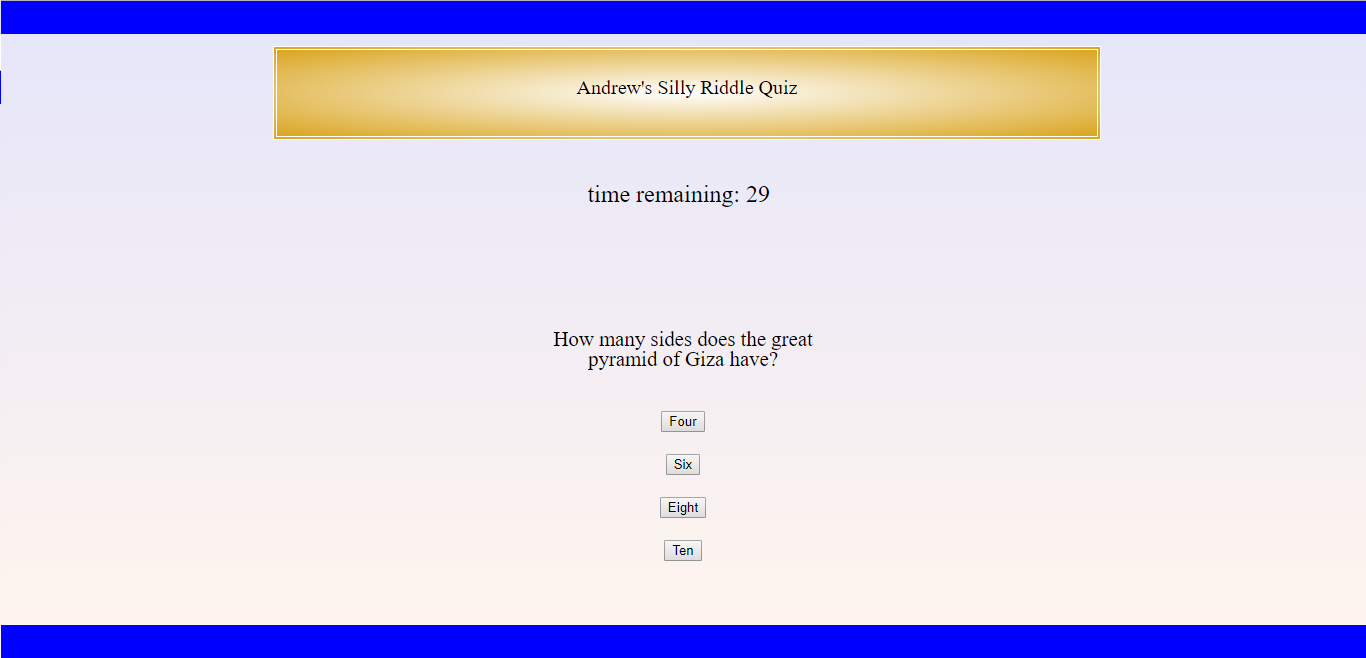 Andrew's Silly Riddle Quiz
time remaining: 29
How many sides does the great
pyramid of Giza have?
Four
Six
Eight
Ten